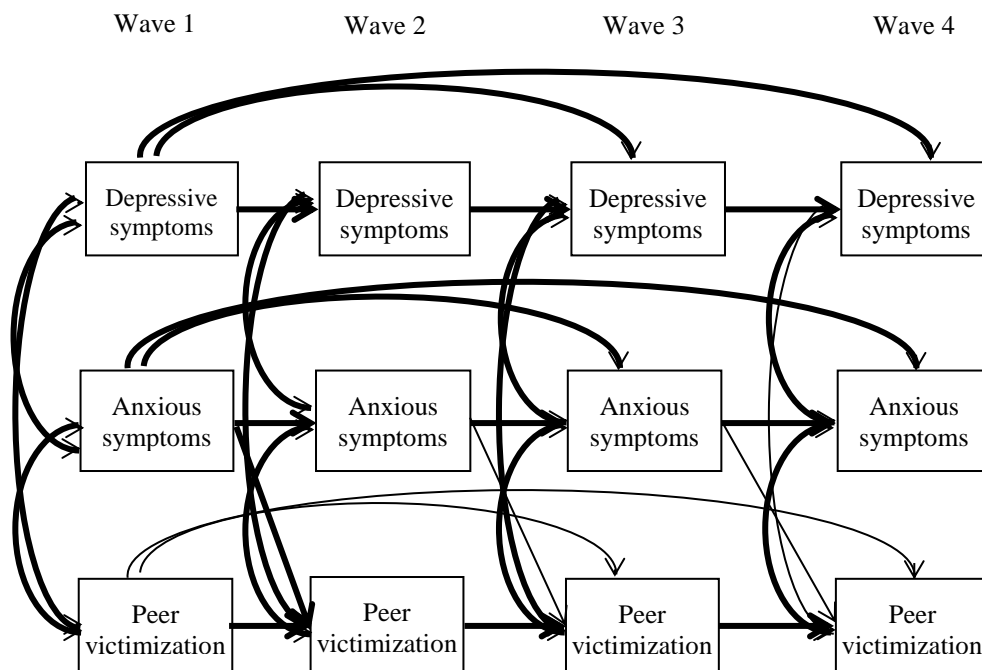 Wave 1
Wave 2
Wave 3
Wave 4
Depressive
symptoms
Depressive
symptoms
Depressive
symptoms
Depressive
symptoms
Anxious
symptoms
Anxious
symptoms
Anxious
symptoms
Anxious
symptoms
Peer
victimization
Peer
victimization
Peer
victimization
Peer
victimization